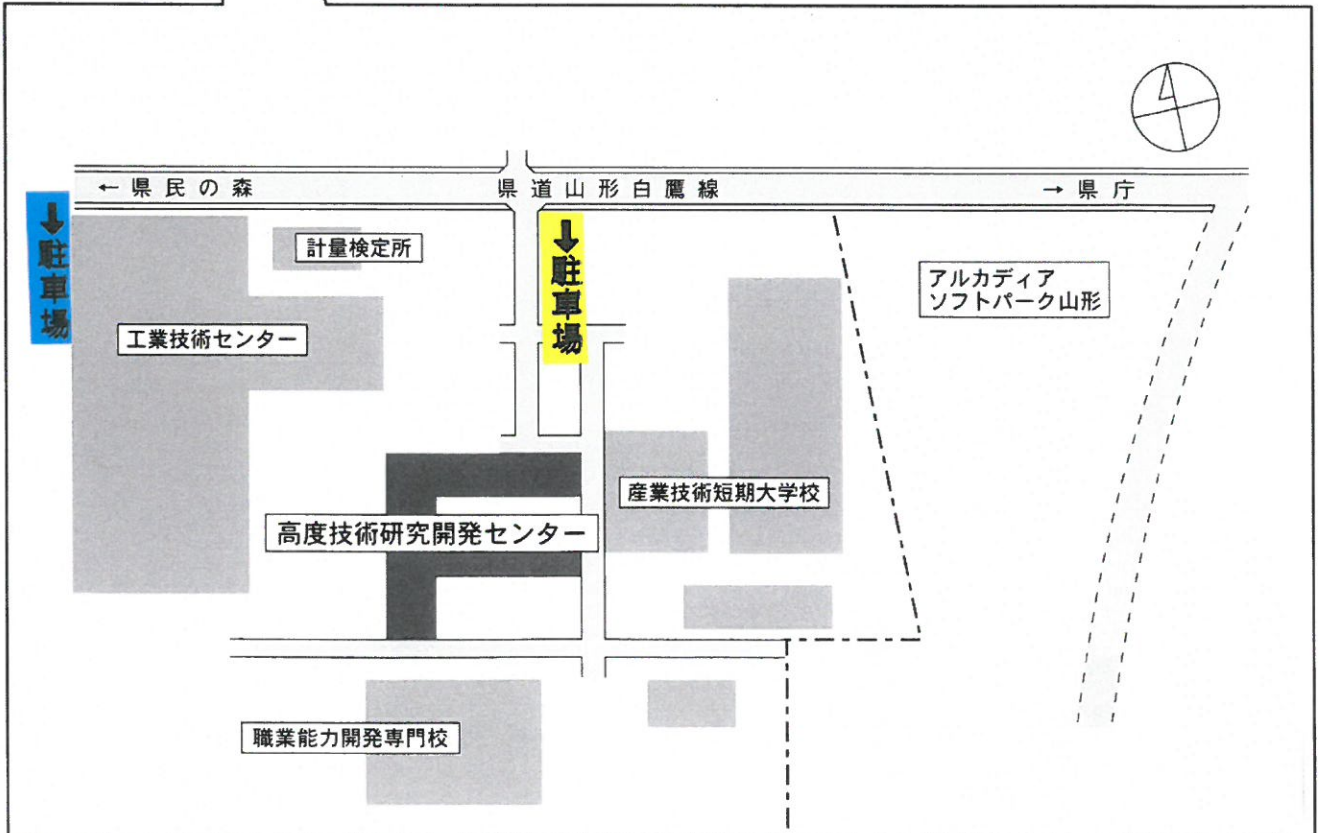 ← 県民の森
県道山形白鷹線
→ 県庁
↓駐車場
計量検定所
↓駐車場
アルカディア
ソフトパーク山形
工業技術センター
産業技術短期大学校
高度技術研究開発センター
職業能力開発専門校